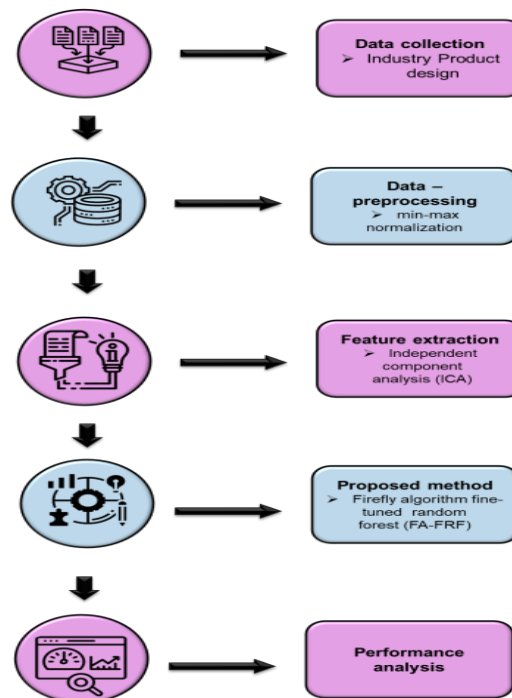 Data collection
➢ Industry Product
design
Data –
preprocessing
➢ min-max
normalization
Feature extraction
➢ Independent
component
analysis (ICA)
Proposed method
➢ Firefly algorithm fine-
tuned random
forest (FA-FRF)
Performance
analysis